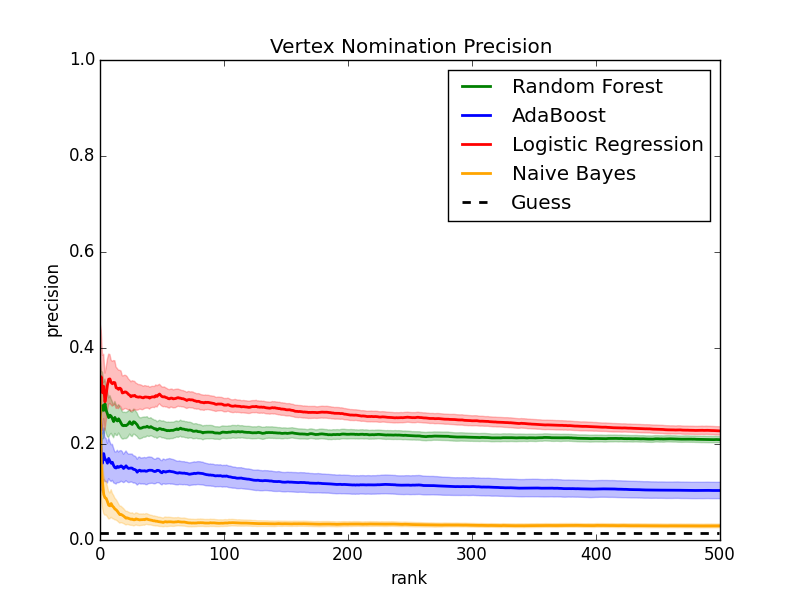 Vertex Nomination Precision
1.0
0.8
0.6
0.4
0.2
0.0
precision
Random Forest
AdaBoost
Logistic Regression
Naive Bayes
Guess
0 100 200 300 400 500
rank